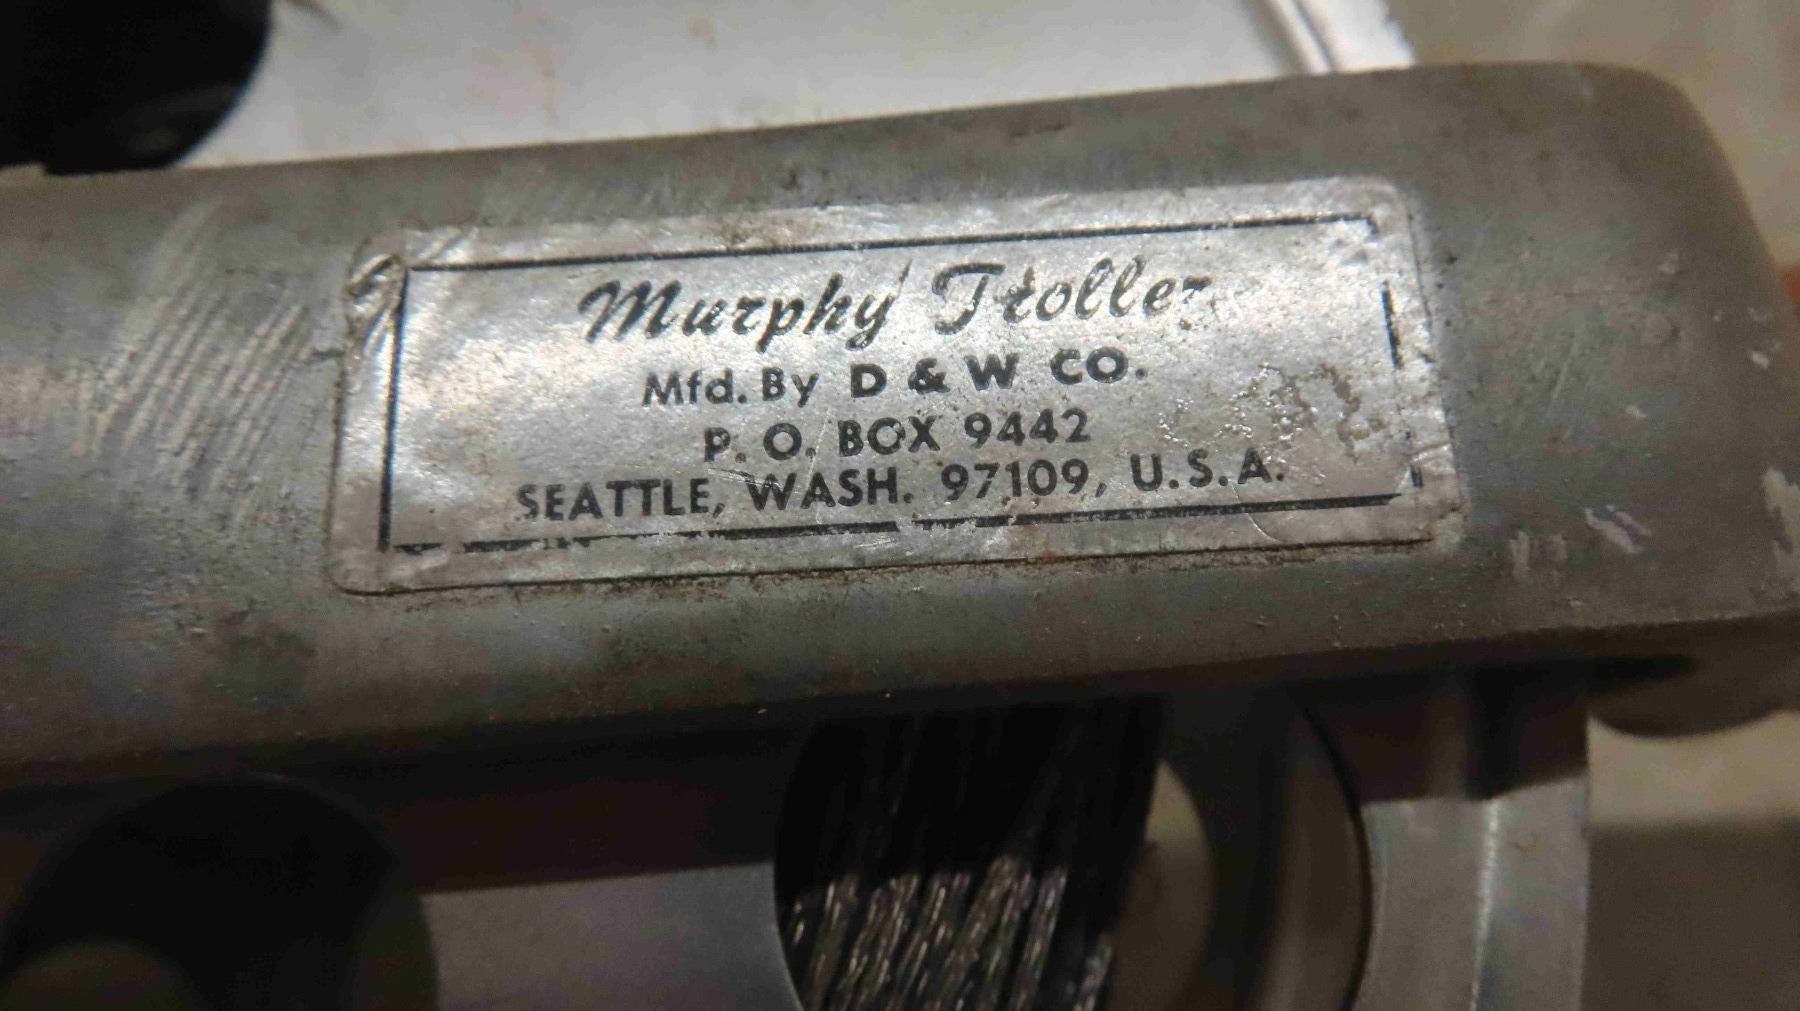 Murphy Troller
Mfd. By D & W CO.
P. O. BOX 9442
SEATTLE, WASH. 97109, U.S.A.